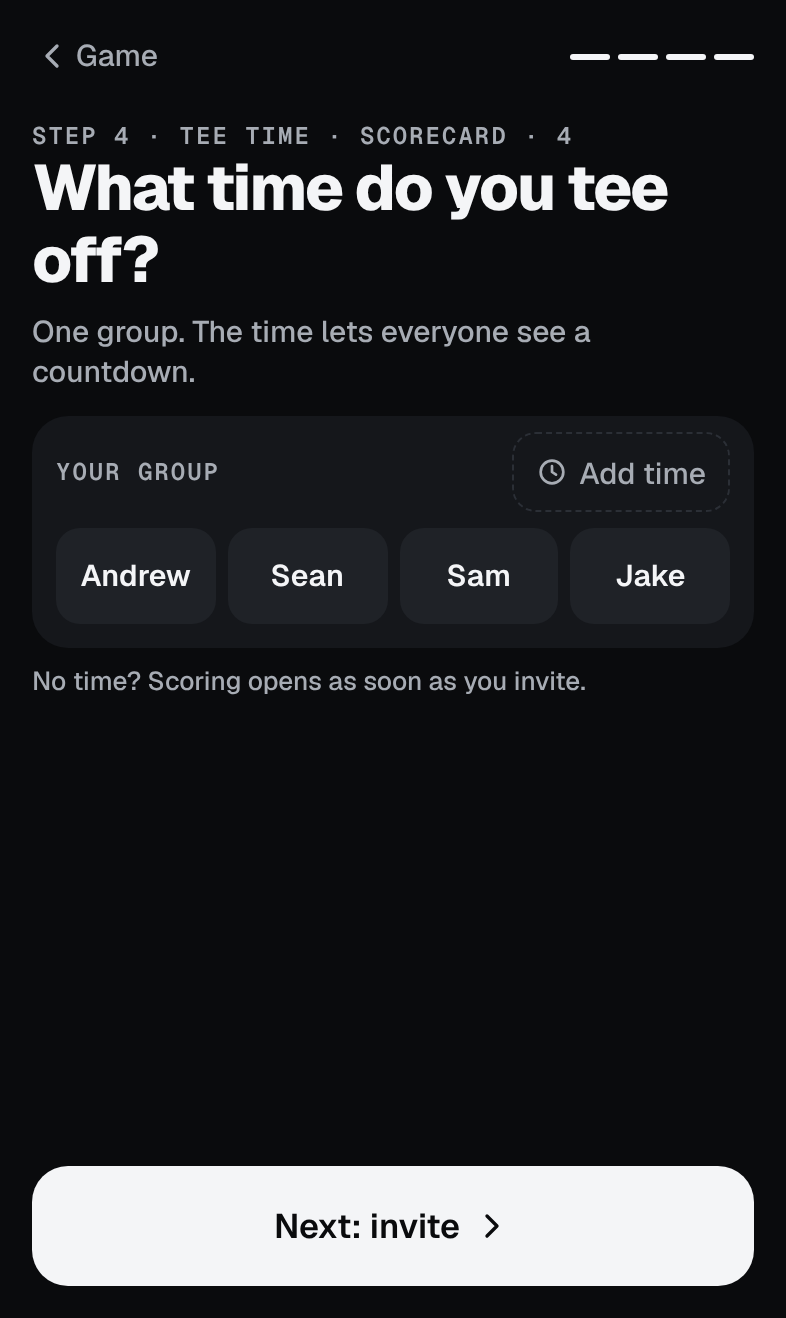 Game
STEP 4 · TEE TIME · SCORECARD · 4
What time do you tee
off?
One group. The time lets everyone see a
countdown.
YOUR GROUP
Add time
Andrew Sean Sam Jake
No time? Scoring opens as soon as you invite.
Next: invite